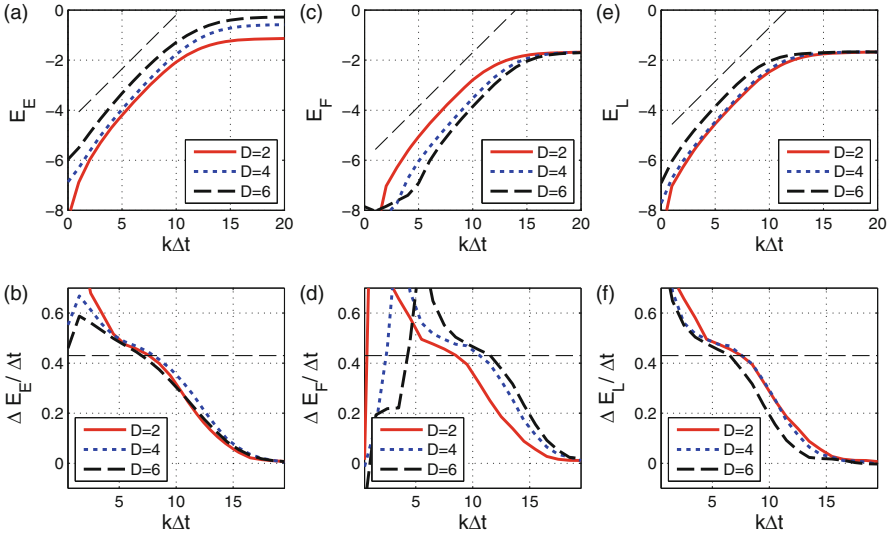 (a)
0
−2
−4
−6
−8
E_E
0 5 10 15 20
kΔt
D=2
D=4
D=6
(c)
0
−2
−4
−6
−8
E_F
0 5 10 15 20
kΔt
D=2
D=4
D=6
(e)
0
−2
−4
−6
−8
E_L
0 5 10 15 20
kΔt
D=2
D=4
D=6
(b)
0.6
0.4
0.2
0
Δ E_E / Δt
5 10 15
kΔt
D=2
D=4
D=6
(d)
0.6
0.4
0.2
0
Δ E_F / Δt
5 10 15
kΔt
D=2
D=4
D=6
(f)
0.6
0.4
0.2
0
Δ E_L / Δt
5 10 15
kΔt
D=2
D=4
D=6